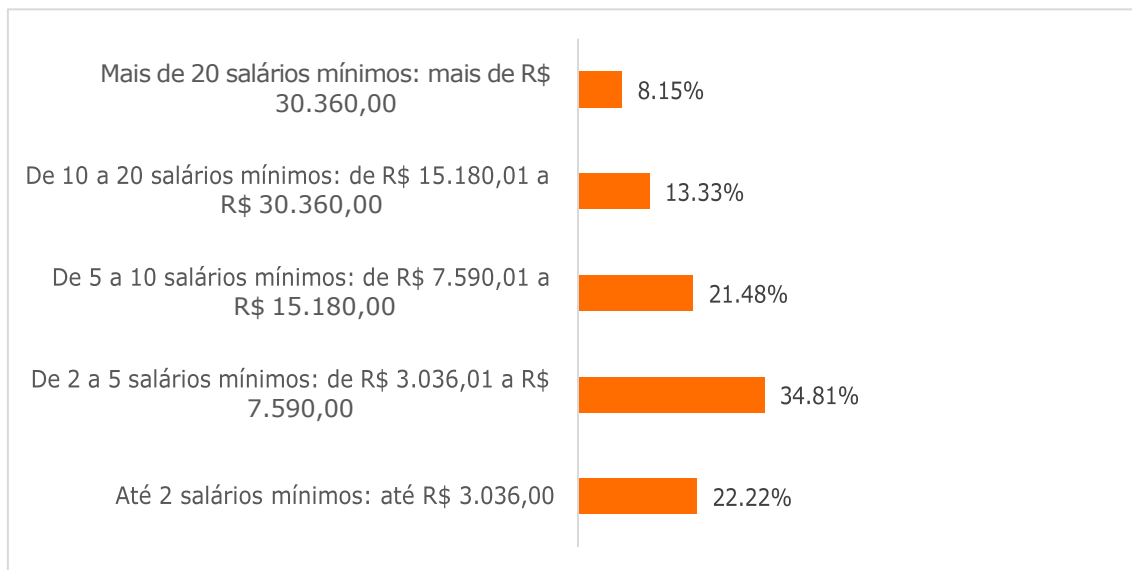 Mais de 20 salários mínimos: mais de R$
30.360,00
8.15%
De 10 a 20 salários mínimos: de R$ 15.180,01 a
R$ 30.360,00
13.33%
De 5 a 10 salários mínimos: de R$ 7.590,01 a
R$ 15.180,00
21.48%
De 2 a 5 salários mínimos: de R$ 3.036,01 a R$
7.590,00
34.81%
Até 2 salários mínimos: até R$ 3.036,00
22.22%